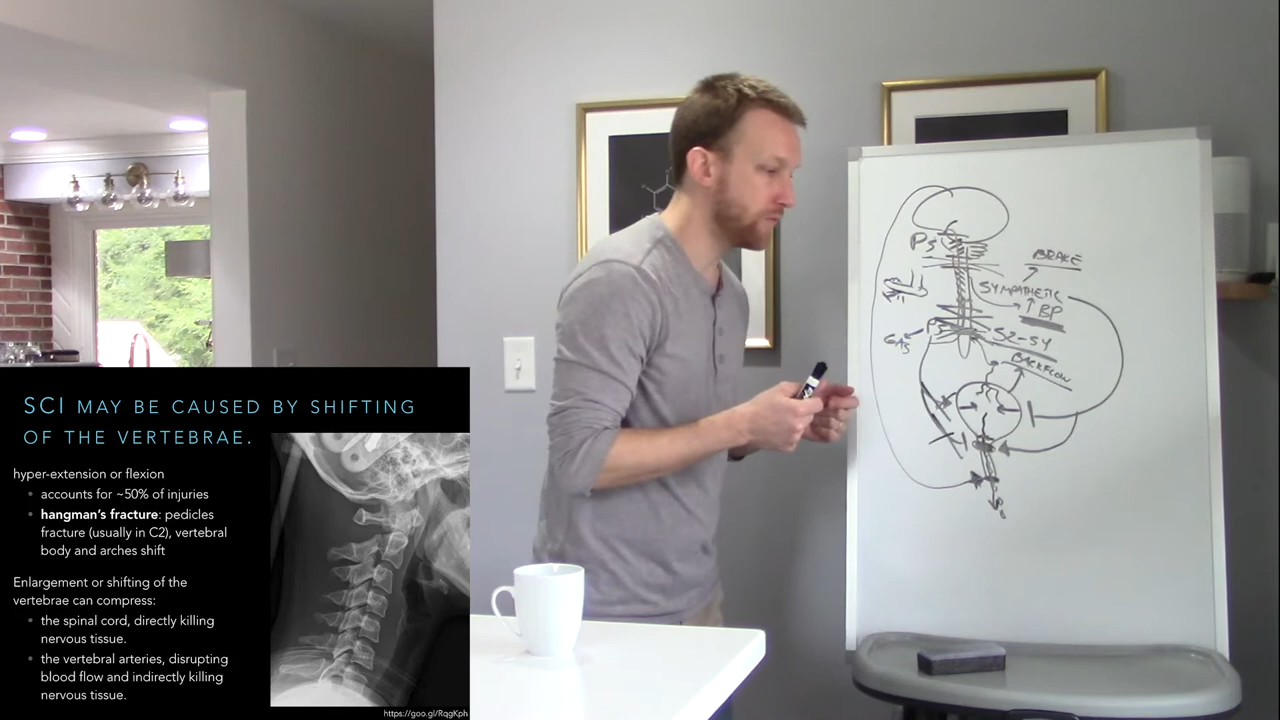 SCI MAY BE CAUSED BY SHIFTING
OF THE VERTEBRAE.
hyper-extension or flexion
• accounts for ~50% of injuries
• hangman's fracture: pedicles
fracture (usually in C2), vertebral
body and arches shift
Enlargement or shifting of the
vertebrae can compress:
• the spinal cord, directly killing
nervous tissue.
• the vertebral arteries, disrupting
blood flow and indirectly killing
nervous tissue.
https://goo.gl/RqgKph
BRAKE
SYMPATHETIC
↑ BP
GAS
S2-S4
BACKFLOW